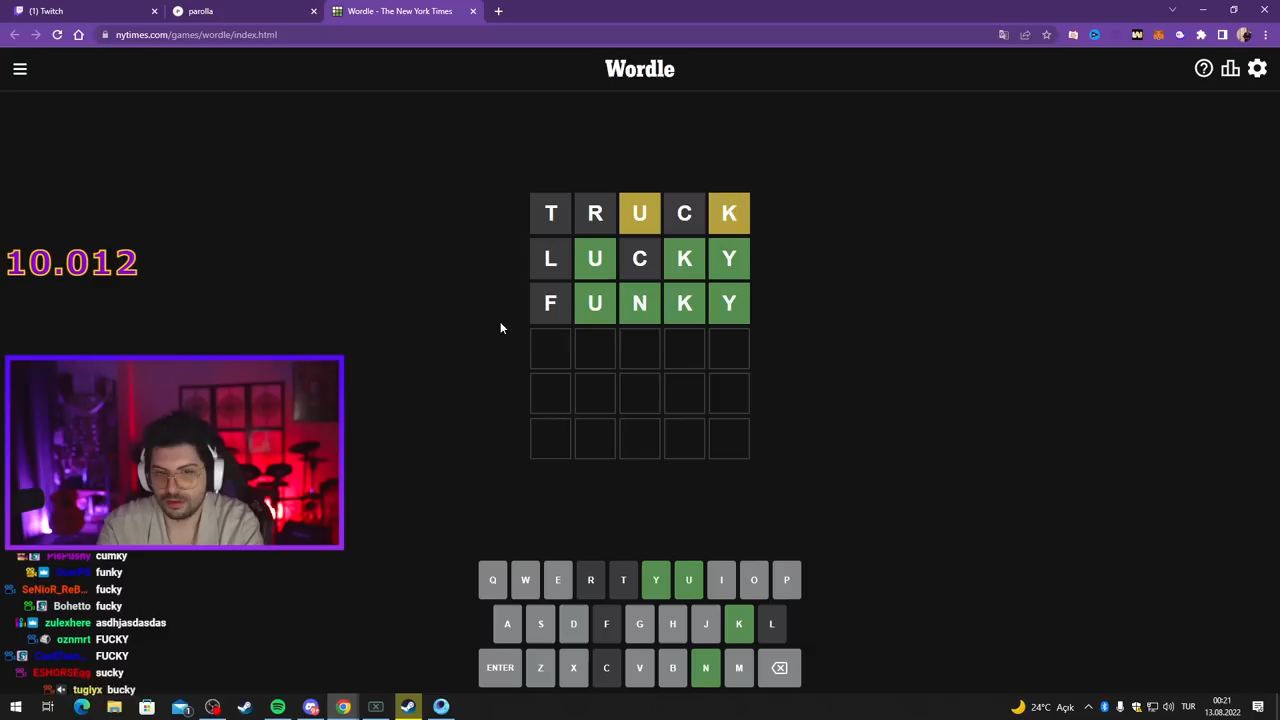 (1) Twitch
parolla
Wordle - The New York Times
nytimes.com/games/wordle/index.html
Wordle
T R U C K
L U C K Y
F U N K Y
10.012
cumky
funky
SeNioR_ReB... fucky
Bohetto fucky
zulexhere asdhjasdasdas
oznmrt FUCKY
FUCKY
ESHORSEgg sucky
tuglyx bucky
Q W E R T Y U I O P
A S D F G H J K L
ENTER Z X C V B N M
24°C Açık
TUR
00:21
13.08.2022